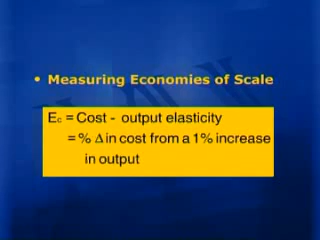 • Measuring Economies of Scale
Ec = Cost - output elasticity
= % Δ in cost from a 1% increase
in output